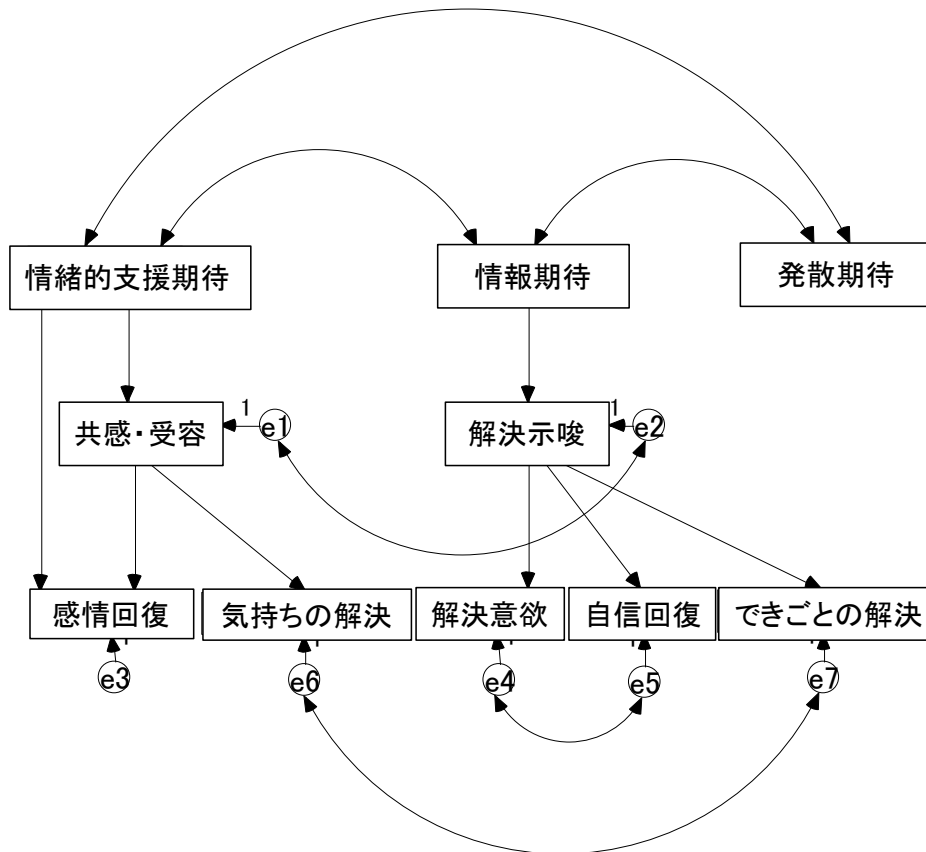 情緒的支援期待
情報期待
発散期待
共感・受容
1
e1
解決示唆
1
e2
感情回復
気持ちの解決
解決意欲
自信回復
できごとの解決
e3
e6
e4
e5
e7